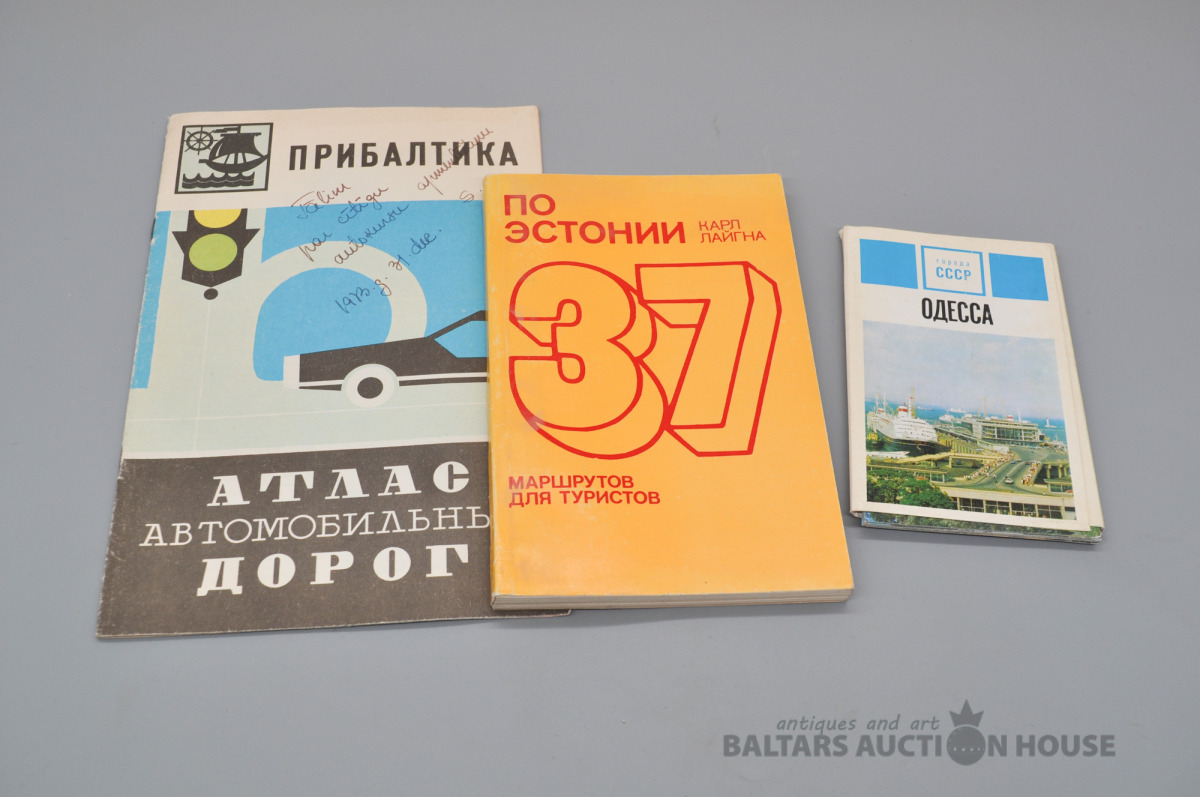 ПРИБАЛТИКА
par
1973 g. 31. dec.
S.
АТЛАС
АВТОМОБИЛЬНЫ
ДОРОГ
ПО
ЭСТОНИИ
КАРЛ
ЛАЙГНА
37
МАРШРУТОВ
ДЛЯ ТУРИСТОВ
города
СССР
ОДЕССА
antiques and art
BALTARS AUCTION HOUSE